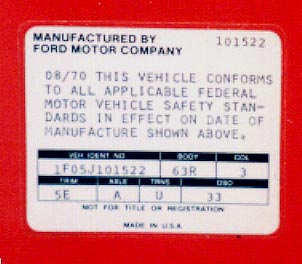 MANUFACTURED BY 101522
FORD MOTOR COMPANY
08/70 THIS VEHICLE CONFORMS
TO ALL APPLICABLE FEDERAL
MOTOR VEHICLE SAFETY STAN-
DARDS IN EFFECT ON DATE OF
MANUFACTURE SHOWN ABOVE.
VEH IDENT NO BODY COL
1F05J101522 63R 3
TRIM AXLE TRNS DSO
5E A U 33
NOT FOR TITLE OR REGISTRATION
MADE IN U.S.A.